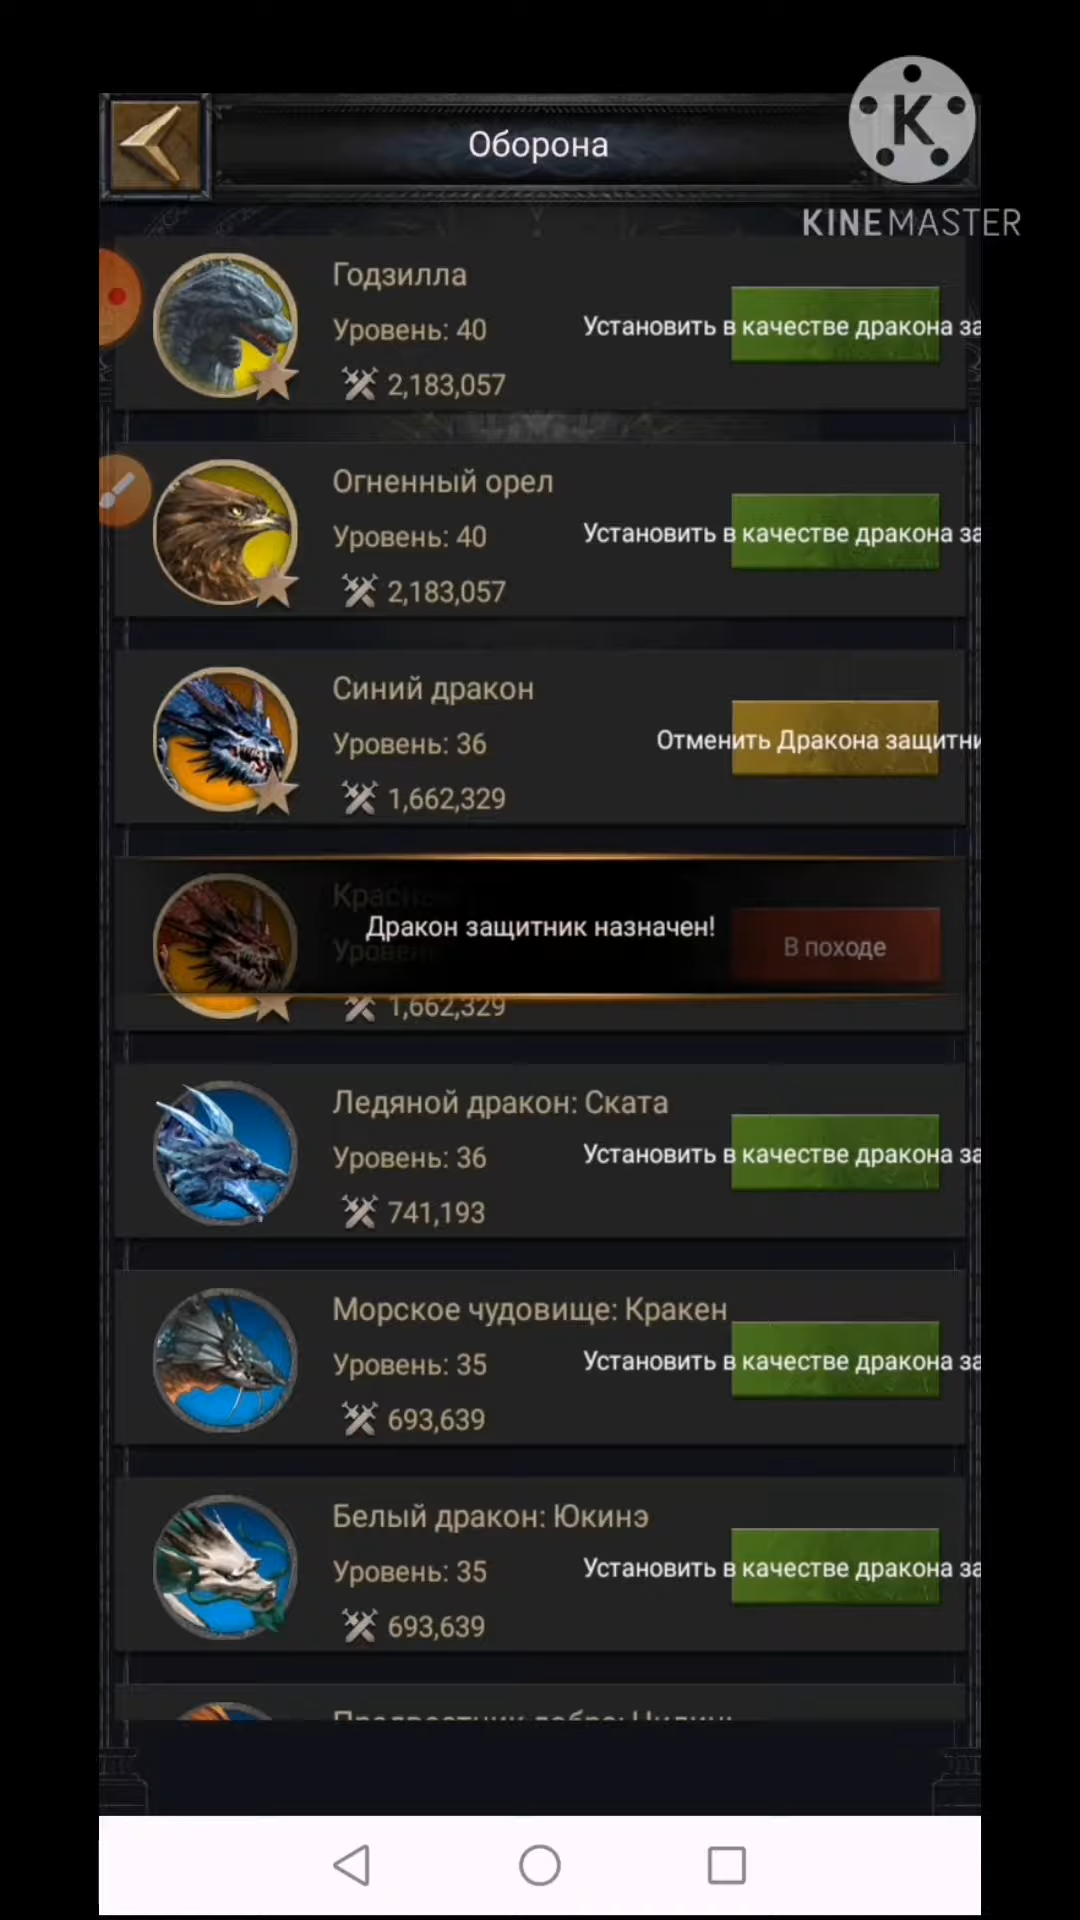 Оборона
K
KINEMASTER
Годзилла
Уровень: 40
Установить в качестве дракона за
2,183,057
Огненный орел
Уровень: 40
Установить в качестве дракона за
2,183,057
Синий дракон
Уровень: 36
Отменить Дракона защитни
1,662,329
Дракон защитник назначен!
В походе
1,662,329
Ледяной дракон: Ската
Уровень: 36
Установить в качестве дракона за
741,193
Морское чудовище: Кракен
Уровень: 35
Установить в качестве дракона за
693,639
Белый дракон: Юкинэ
Уровень: 35
Установить в качестве дракона за
693,639